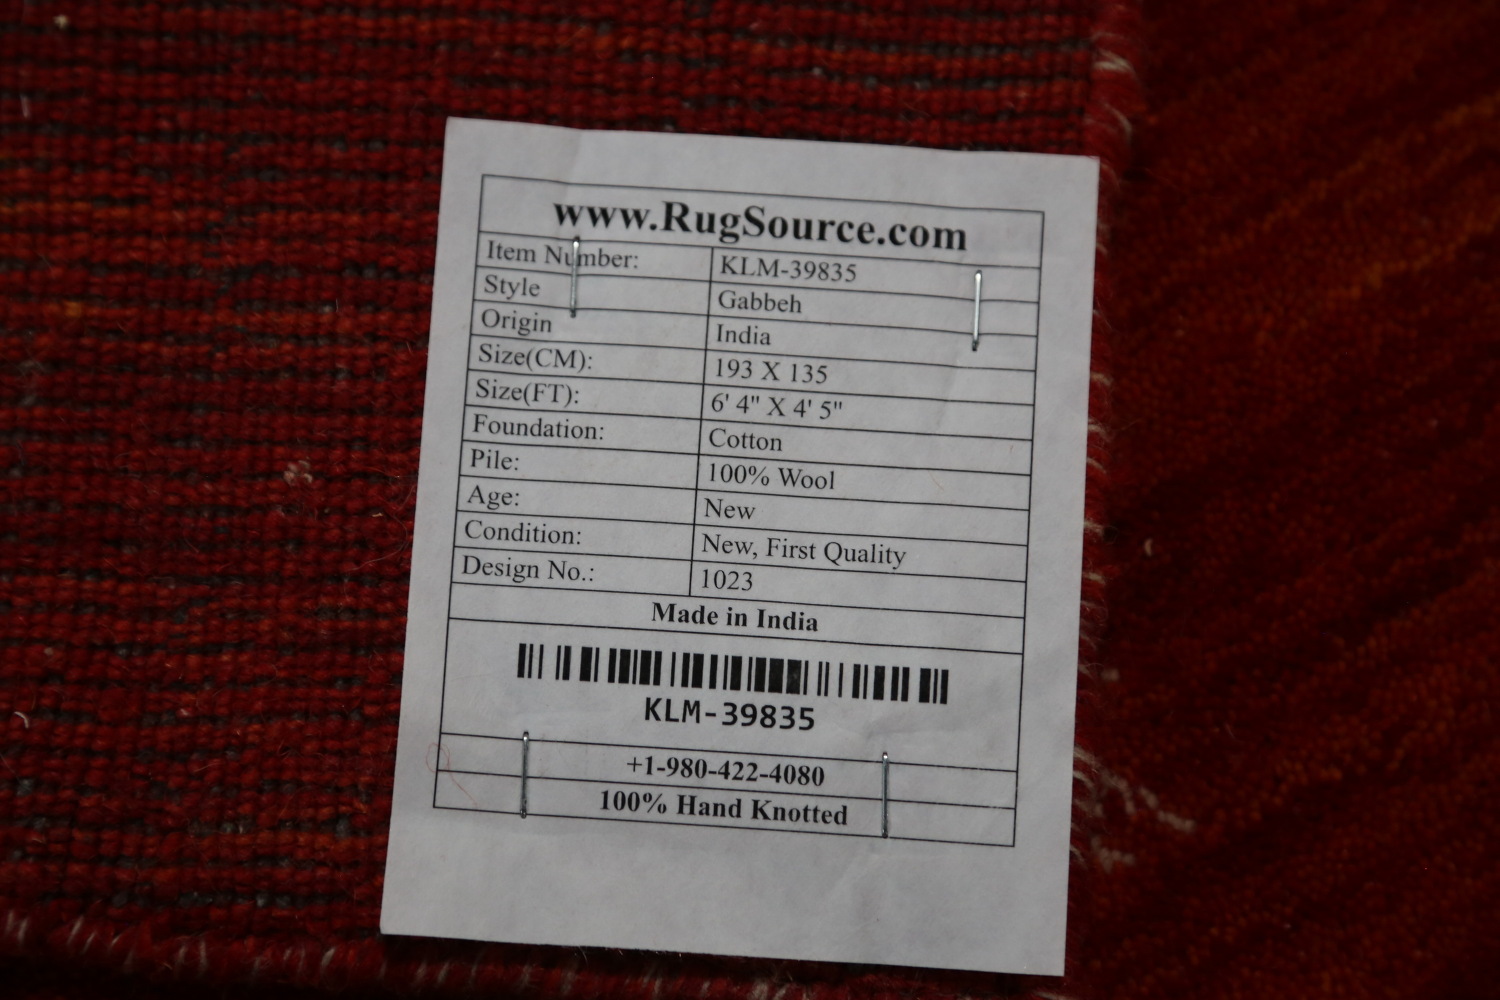 www.RugSource.com
Item Number: KLM-39835
Style Gabbeh
Origin India
Size(CM): 193 X 135
Size(FT): 6' 4" X 4' 5"
Foundation: Cotton
Pile: 100% Wool
Age: New
Condition: New, First Quality
Design No.: 1023
Made in India
KLM-39835
+1-980-422-4080
100% Hand Knotted